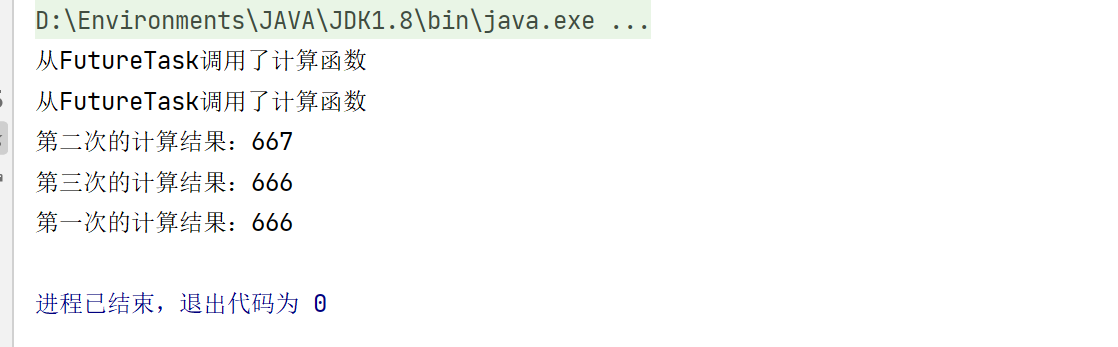 D:\Environments\JAVA\JDK1.8\bin\java.exe ...
从FutureTask调用了计算函数
从FutureTask调用了计算函数
第二次的计算结果：667
第三次的计算结果：666
第一次的计算结果：666
进程已结束，退出代码为 0